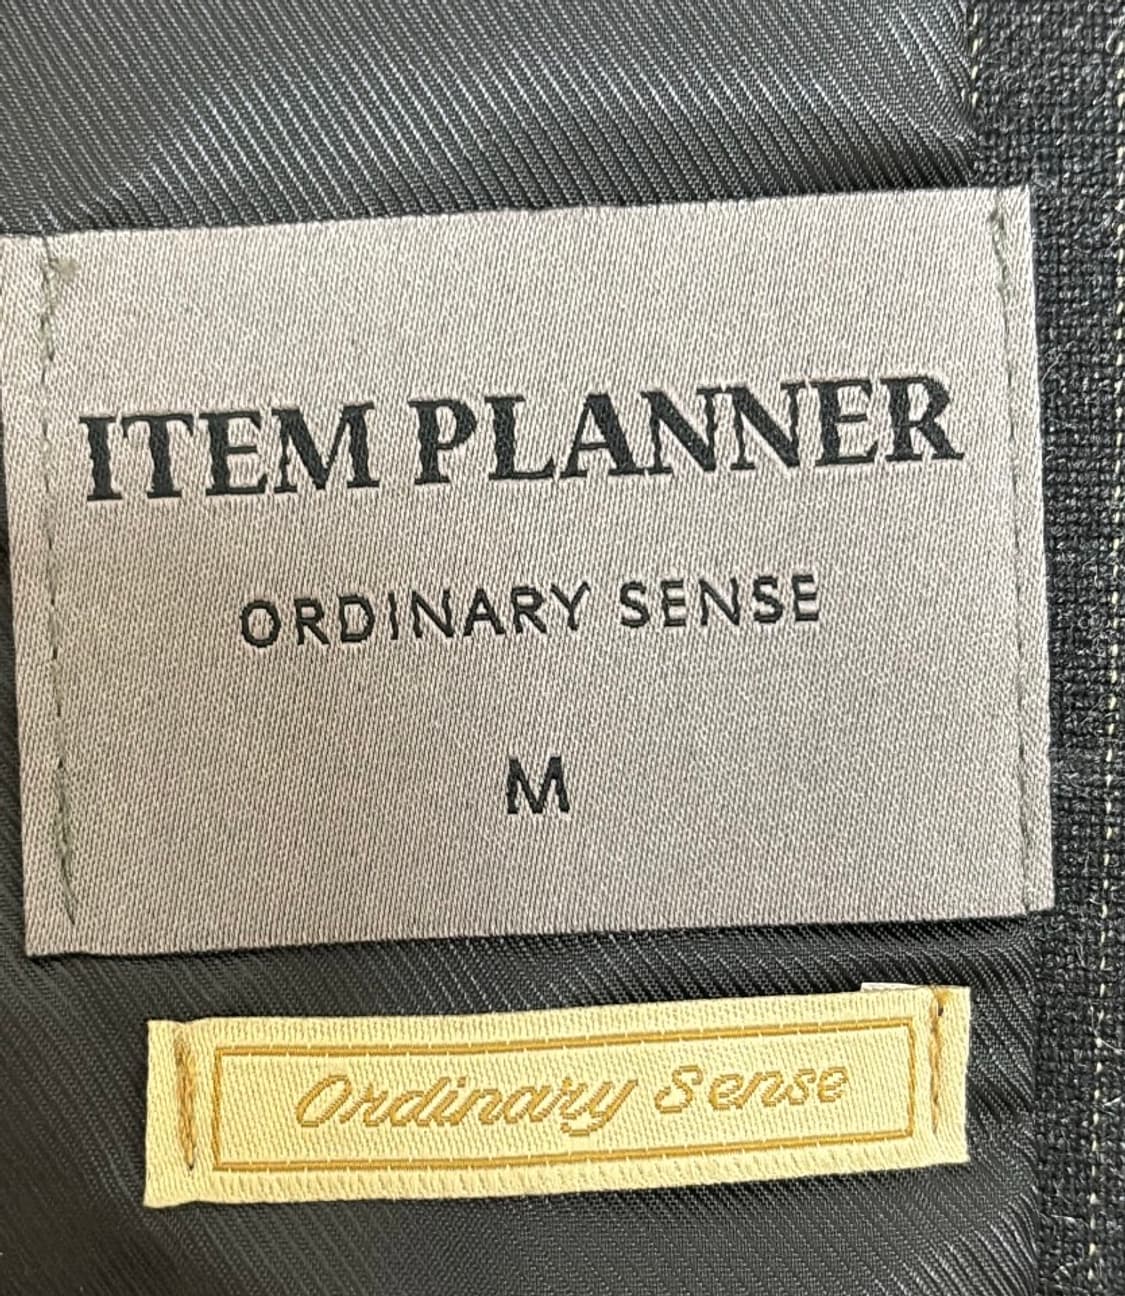 ITEM PLANNER
ORDINARY SENSE
M
Ordinary Sense